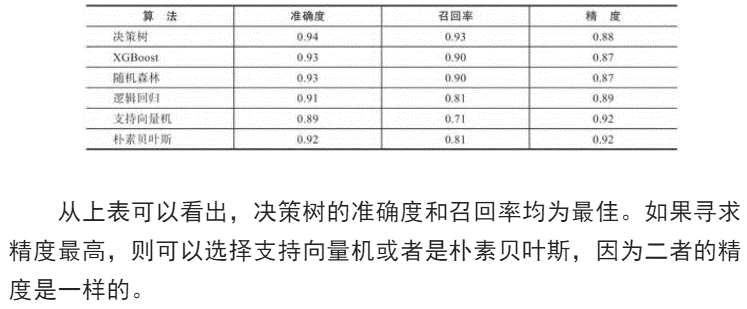 算 法 准确度 召回率 精 度
决策树 0.94 0.93 0.88
XGBoost 0.93 0.90 0.87
随机森林 0.93 0.90 0.87
逻辑回归 0.91 0.81 0.89
支持向量机 0.89 0.71 0.92
朴素贝叶斯 0.92 0.81 0.92
从上表可以看出，决策树的准确度和召回率均为最佳。如果寻求
精度最高，则可以选择支持向量机或者是朴素贝叶斯，因为二者的精
度是一样的。